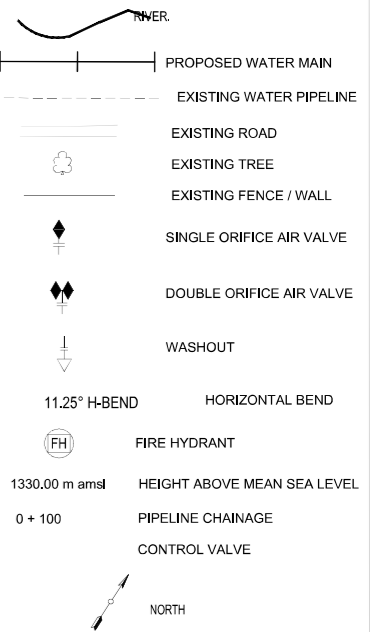 RIVER.
PROPOSED WATER MAIN
EXISTING WATER PIPELINE
EXISTING ROAD
EXISTING TREE
EXISTING FENCE / WALL
SINGLE ORIFICE AIR VALVE
DOUBLE ORIFICE AIR VALVE
WASHOUT
11.25° H-BEND HORIZONTAL BEND
FH FIRE HYDRANT
1330.00 m amsl HEIGHT ABOVE MEAN SEA LEVEL
0 + 100 PIPELINE CHAINAGE
CONTROL VALVE
NORTH